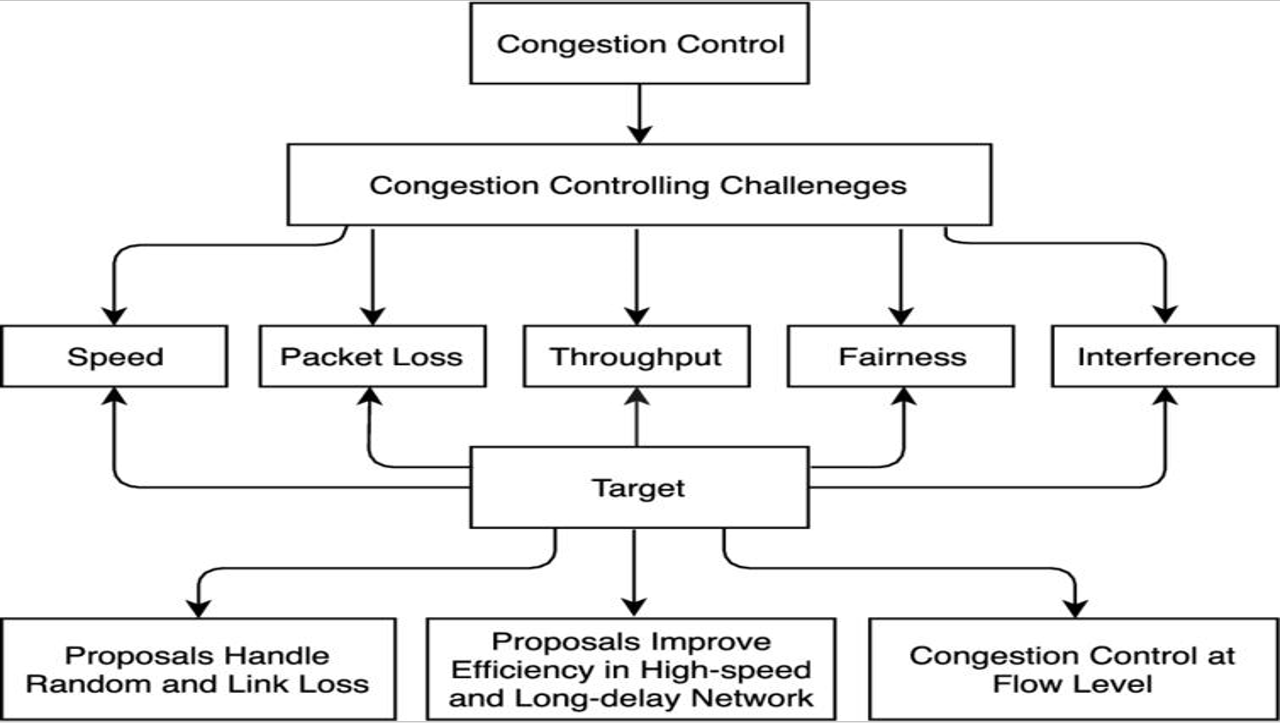 Congestion Control
Congestion Controlling Challeneges
Speed
Packet Loss
Throughput
Fairness
Interference
Target
Proposals Handle
Random and Link Loss
Proposals Improve
Efficiency in High-speed
and Long-delay Network
Congestion Control at
Flow Level